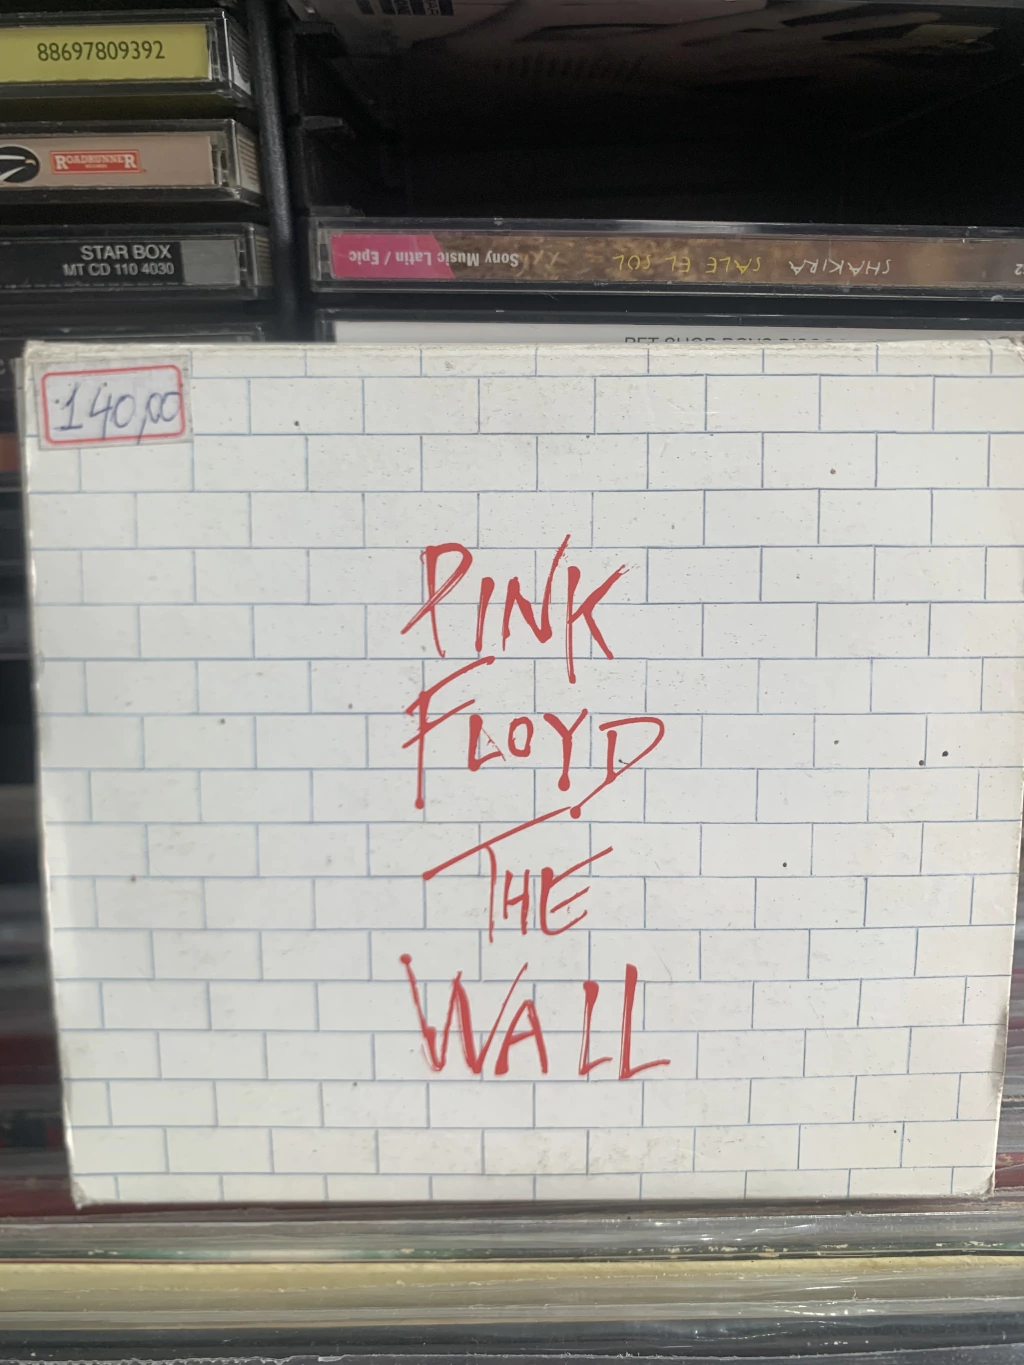 88697809392
ROADRUNNER
STAR BOX
MT CD 110 4030
Sony Music Latin / Epic
SALE EL SOL
SHAKIRA
140,00
PINK
FLOYD
THE
WALL